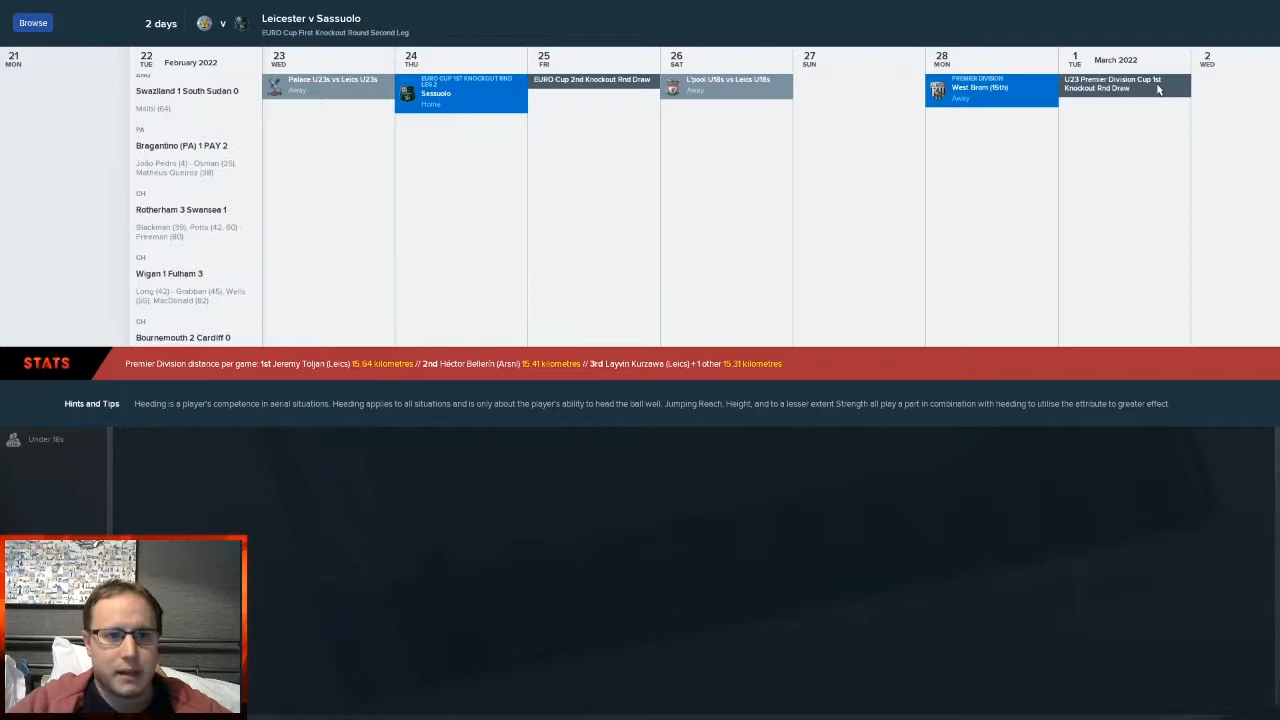 Browse
2 days
v
Leicester v Sassuolo
EURO Cup First Knockout Round Second Leg
21
MON
22
TUE
February 2022
23
WED
24
THU
25
FRI
26
SAT
27
SUN
28
MON
1
TUE
March 2022
2
WED
Swaziland 1 South Sudan 0
Msibi (64)
PA
Bragantino (PA) 1 PAY 2
João Pedro (4) - Osman (25),
Matheus Queiroz (38)
CH
Rotherham 3 Swansea 1
Blackman (39), Potts (42, 60) -
Freeman (80)
CH
Wigan 1 Fulham 3
Long (42) - Grabban (45), Wells
(55), MacDonald (82)
CH
Bournemouth 2 Cardiff 0
Palace U23s vs Leics U23s
Away
EURO CUP 1ST KNOCKOUT RND
LEG 2
Sassuolo
Home
EURO Cup 2nd Knockout Rnd Draw
L'pool U18s vs Leics U18s
Away
PREMIER DIVISION
West Brom (15th)
Away
U23 Premier Division Cup 1st
Knockout Rnd Draw
STATS
Premier Division distance per game: 1st Jeremy Toljan (Leics) 15.64 kilometres // 2nd Héctor Bellerín (Arsnl) 15.41 kilometres // 3rd Layvin Kurzawa (Leics) + 1 other 15.31 kilometres
Hints and Tips
Heading is a player's competence in aerial situations. Heading applies to all situations and is only about the player's ability to head the ball well. Jumping Reach, Height, and to a lesser extent Strength all play a part in combination with heading to utilise the attribute to greater effect.
Under 18s